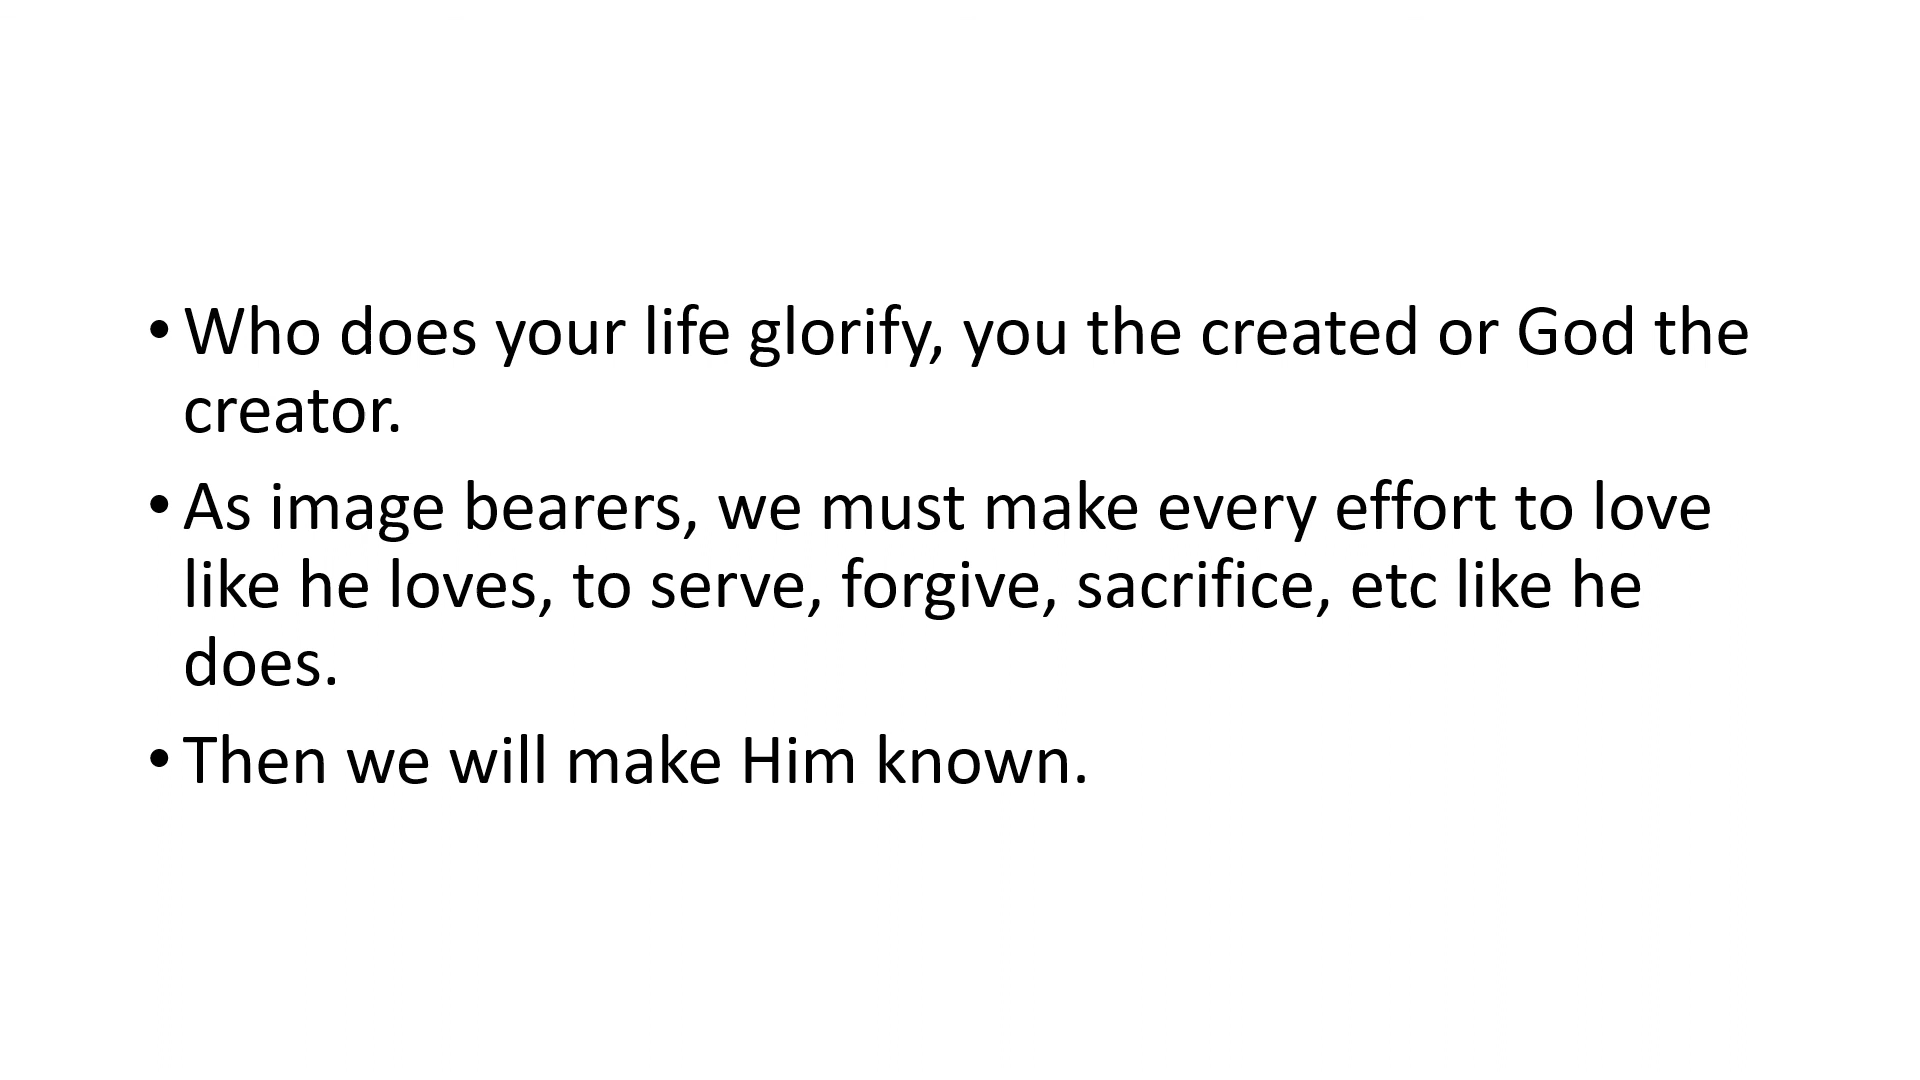 • Who does your life glorify, you the created or God the
creator.
• As image bearers, we must make every effort to love
like he loves, to serve, forgive, sacrifice, etc like he
does.
• Then we will make Him known.